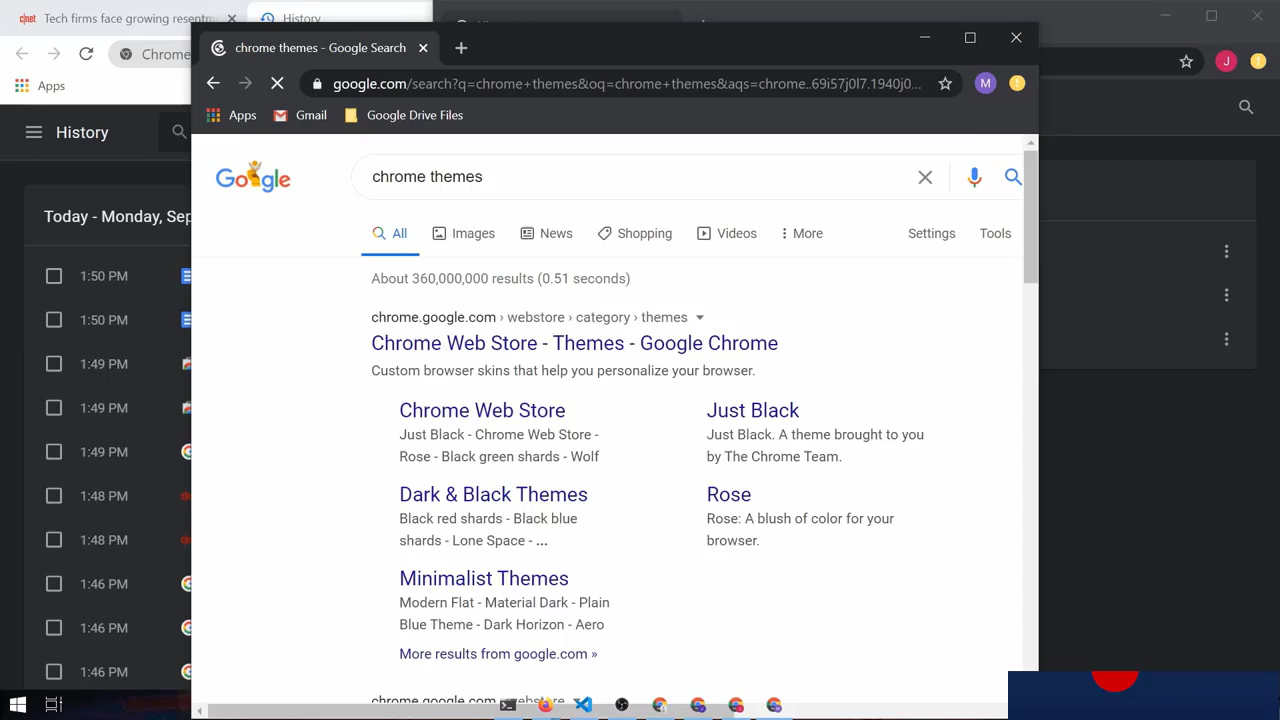 c|net Tech firms face growing resentm
History
chrome themes - Google Search
Chrome
google.com/search?q=chrome+themes&oq=chrome+themes&aqs=chrome..69i57j0l7.1940j0...
M
J
Apps
Apps Gmail Google Drive Files
History
Google
chrome themes
All Images News Shopping Videos More Settings Tools
Today - Monday, Sep
About 360,000,000 results (0.51 seconds)
1:50 PM
1:50 PM
1:49 PM
1:49 PM
1:49 PM
1:48 PM
1:48 PM
1:46 PM
1:46 PM
1:46 PM
chrome.google.com › webstore › category › themes
Chrome Web Store - Themes - Google Chrome
Custom browser skins that help you personalize your browser.
Chrome Web Store
Just Black - Chrome Web Store -
Rose - Black green shards - Wolf
Just Black
Just Black. A theme brought to you
by The Chrome Team.
Dark & Black Themes
Black red shards - Black blue
shards - Lone Space - ...
Rose
Rose: A blush of color for your
browser.
Minimalist Themes
Modern Flat - Material Dark - Plain
Blue Theme - Dark Horizon - Aero
More results from google.com »
chrome.google.com › webstore